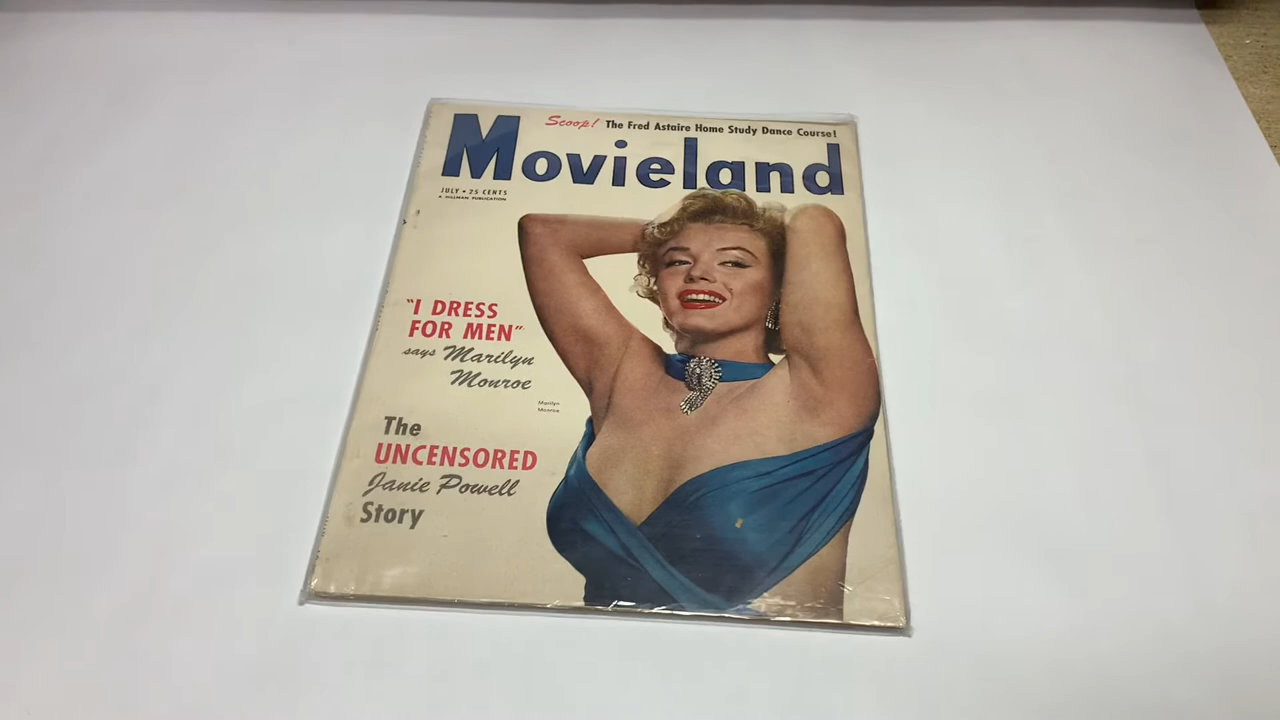 Scoop! The Fred Astaire Home Study Dance Course!
Movieland
JULY • 25 CENTS
A HILLMAN PUBLICATION
"I DRESS
FOR MEN"
says Marilyn
Monroe
Marilyn
Monroe
The
UNCENSORED
Janie Powell
Story